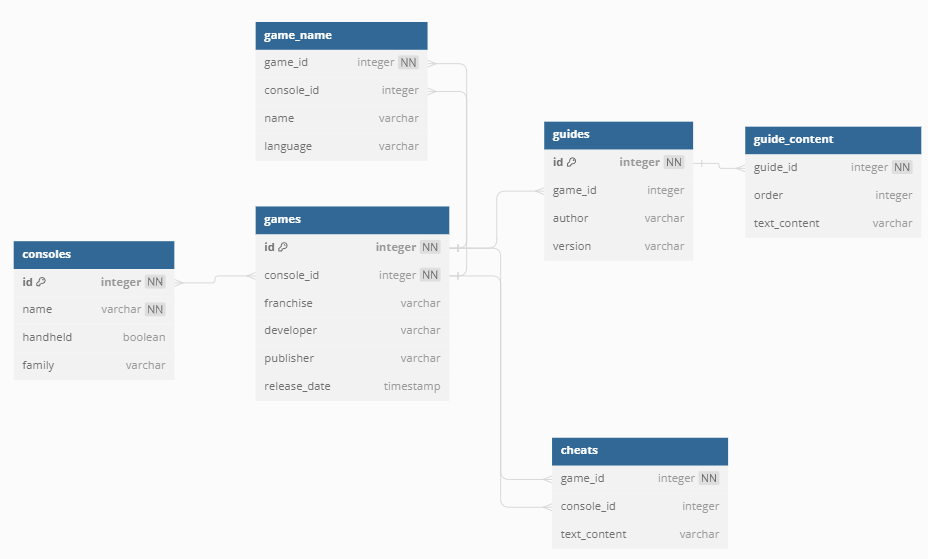 game_name
game_id integer NN
console_id integer
name varchar
language varchar
games
id integer NN
console_id integer NN
franchise varchar
developer varchar
publisher varchar
release_date timestamp
consoles
id integer NN
name varchar NN
handheld boolean
family varchar
guides
id integer NN
game_id integer
author varchar
version varchar
guide_content
guide_id integer NN
order integer
text_content varchar
cheats
game_id integer NN
console_id integer
text_content varchar